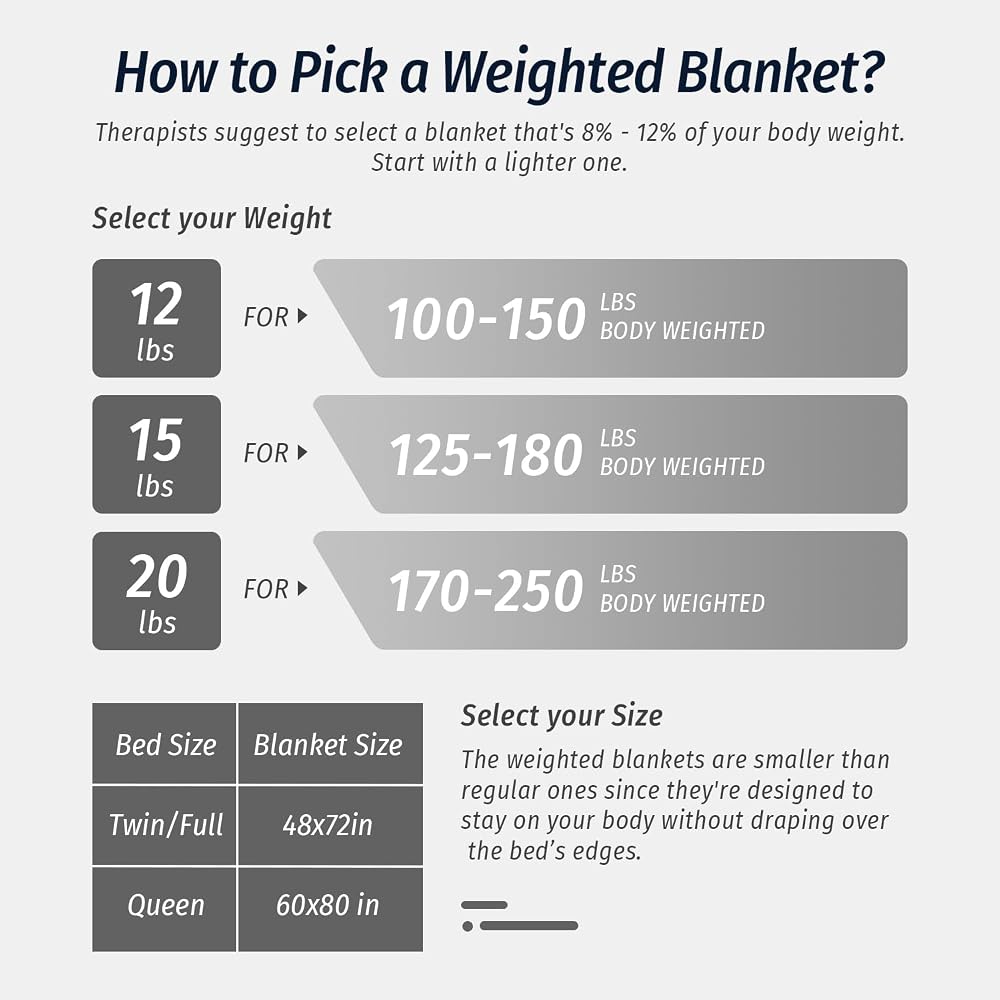 How to Pick a Weighted Blanket?
Therapists suggest to select a blanket that's 8% - 12% of your body weight.
Start with a lighter one.
Select your Weight
12
lbs
FOR
100-150
LBS
BODY WEIGHTED
15
lbs
FOR
125-180
LBS
BODY WEIGHTED
20
lbs
FOR
170-250
LBS
BODY WEIGHTED
Bed Size Blanket Size
Twin/Full 48x72in
Queen 60x80 in
Select your Size
The weighted blankets are smaller than
regular ones since they're designed to
stay on your body without draping over
the bed’s edges.